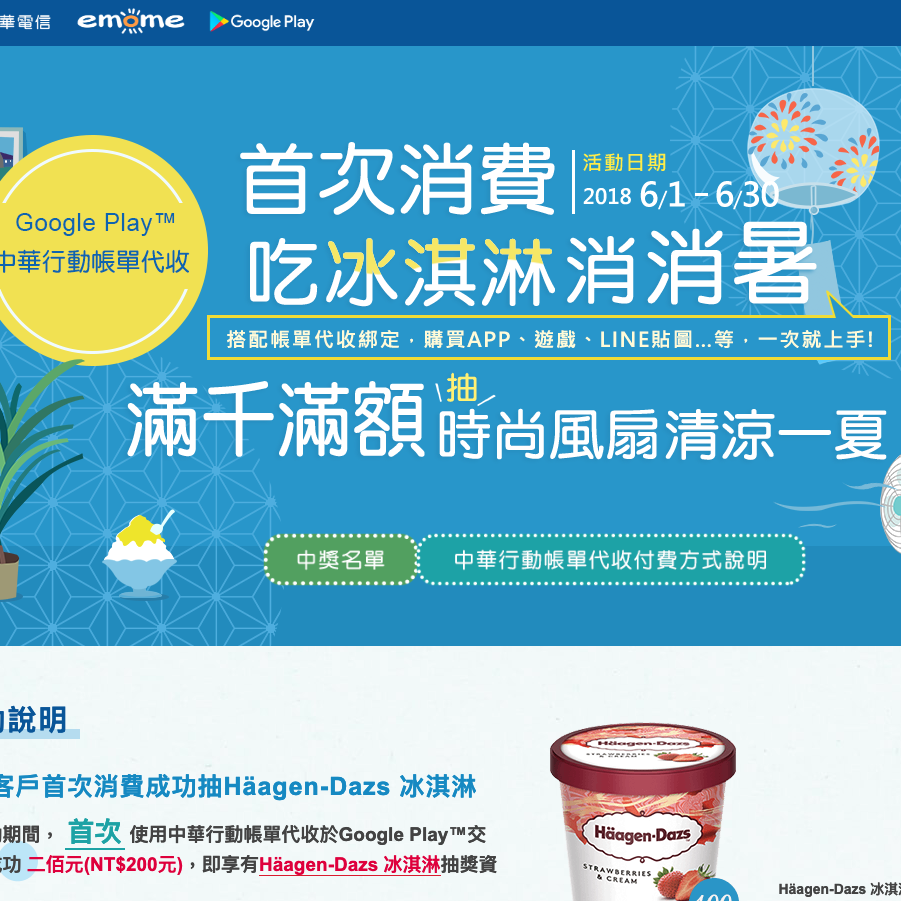 華電信 emome Google Play
Google Play™
中華行動帳單代收
首次消費
活動日期
2018 6/1 - 6/30
吃冰淇淋消消暑
搭配帳單代收綁定，購買APP、遊戲、LINE貼圖...等，一次就上手!
滿千滿額抽時尚風扇清涼一夏
中獎名單
中華行動帳單代收付費方式說明
說明
客戶首次消費成功抽Häagen-Dazs 冰淇淋
期間， 首次 使用中華行動帳單代收於Google Play™交
功 二佰元(NT$200元)，即享有Häagen-Dazs 冰淇淋抽獎資
Häagen-Dazs
STRAWBERRIES
& CREAM
Häagen-Dazs
STRAWBERRIES
& CREAM
100
Häagen-Dazs 冰淇